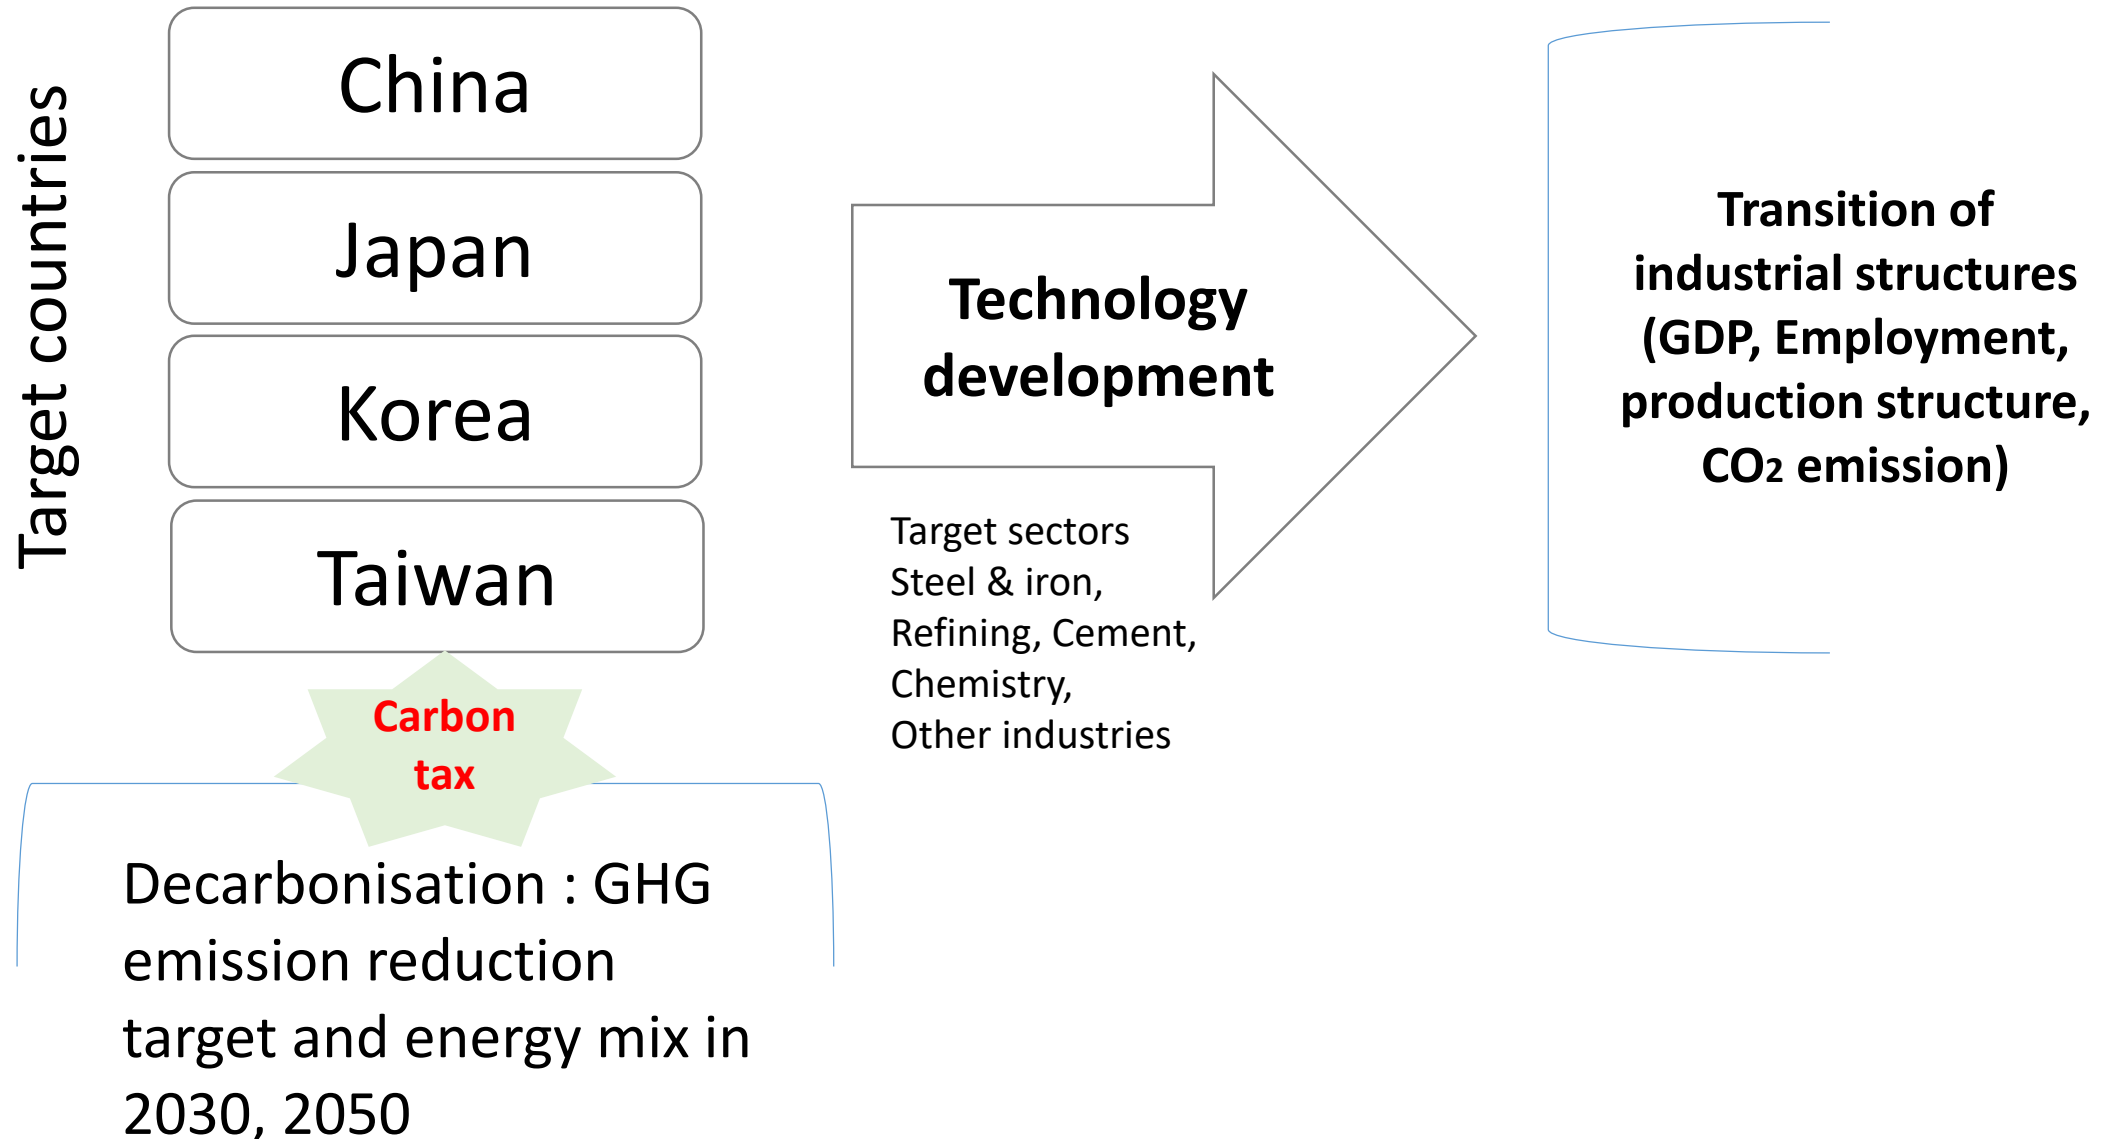 Target countries
China
Japan
Korea
Taiwan
Carbon
tax
Decarbonisation : GHG
emission reduction
target and energy mix in
2030, 2050
Technology
development
Target sectors
Steel & iron,
Refining, Cement,
Chemistry,
Other industries
Transition of
industrial structures
(GDP, Employment,
production structure,
CO2 emission)